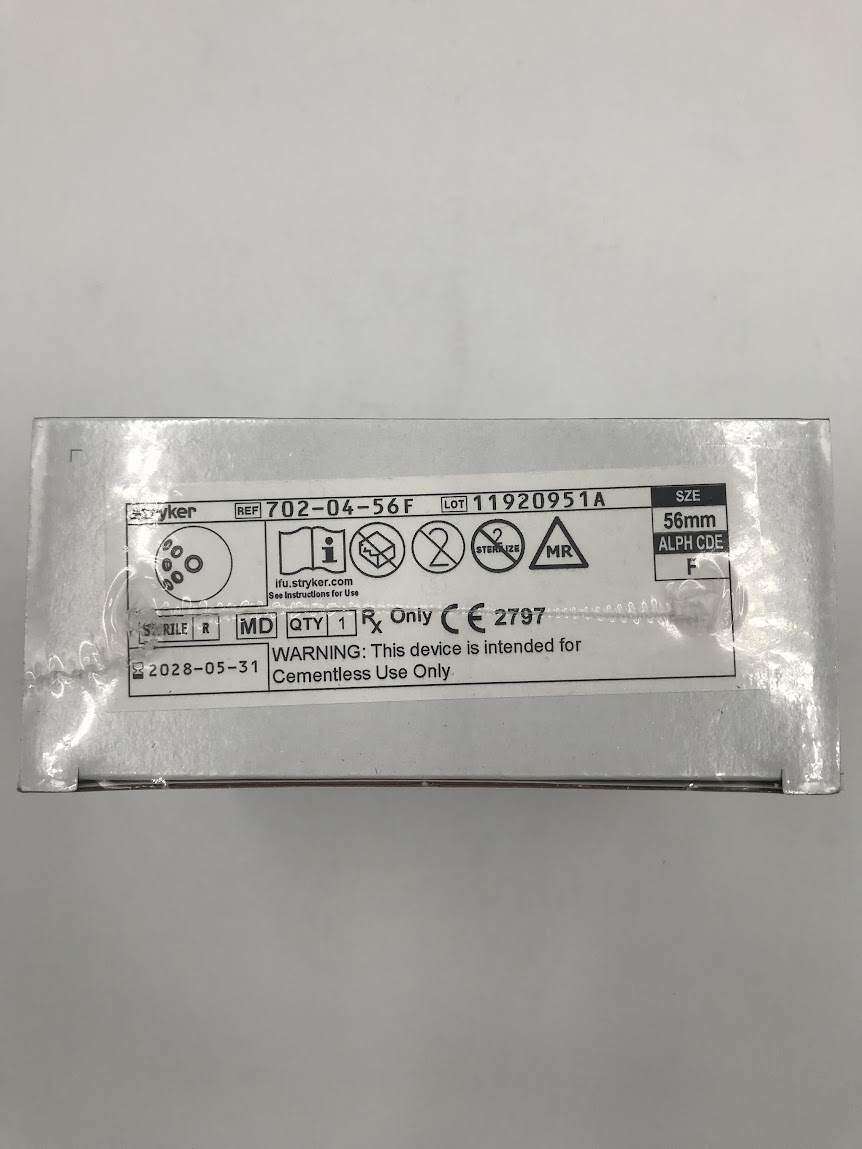 stryker REF 702-04-56F LOT 11920951A
SZE
56mm
ALPH CDE
F
i
2
2
STERILIZE
MR
ifu.stryker.com
See Instructions for Use
STERILE R MD QTY 1 Rx Only CE 2797
2028-05-31
WARNING: This device is intended for
Cementless Use Only